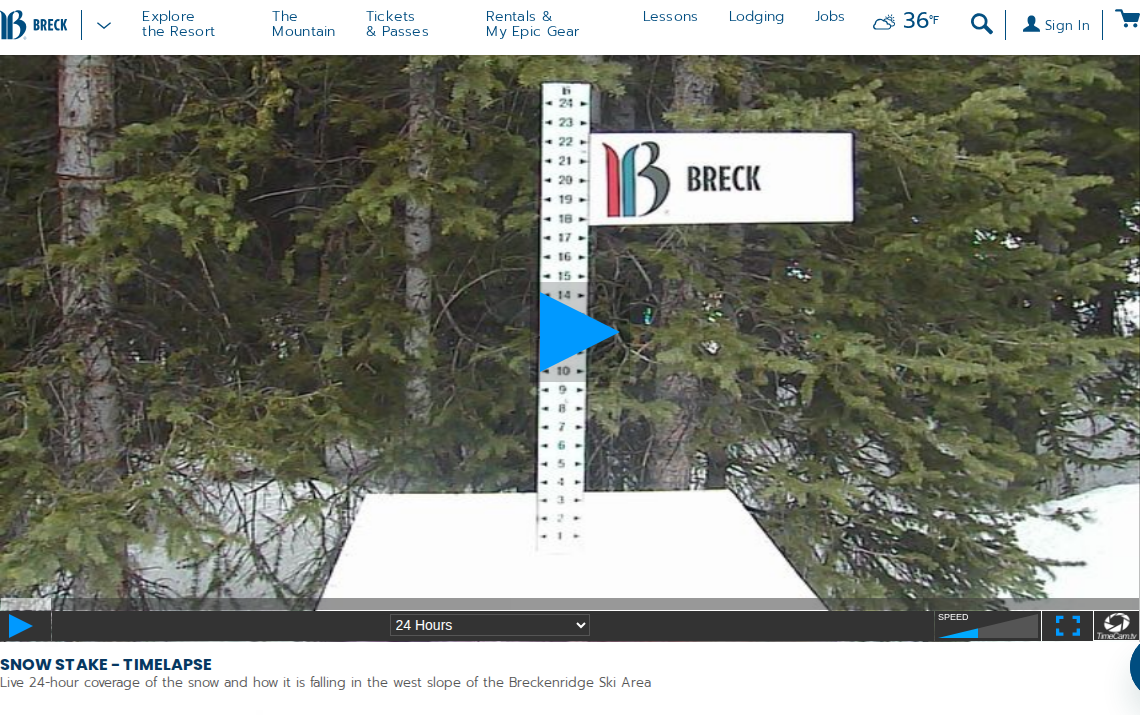 BRECK
Explore
the Resort
The
Mountain
Tickets
& Passes
Rentals &
My Epic Gear
Lessons
Lodging
Jobs
36°F
Sign In
24
23
22
21
20
19
18
17
16
15
14
10
9
8
7
6
5
4
3
2
1
BRECK
24 Hours
SPEED
TimeCam.tv
SNOW STAKE - TIMELAPSE
Live 24-hour coverage of the snow and how it is falling in the west slope of the Breckenridge Ski Area